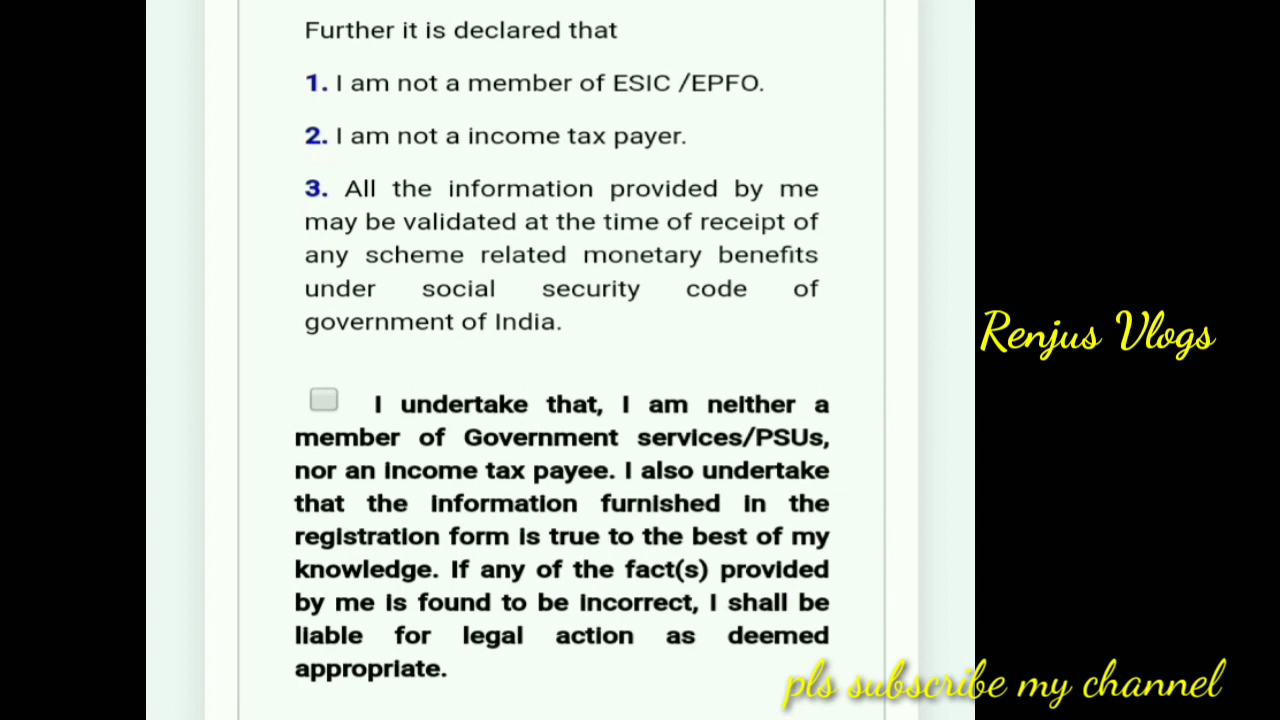 Further it is declared that
1. I am not a member of ESIC /EPFO.
2. I am not a income tax payer.
3. All the information provided by me
may be validated at the time of receipt of
any scheme related monetary benefits
under social security code of
government of India.
I undertake that, I am neither a
member of Government services/PSUs,
nor an income tax payee. I also undertake
that the information furnished in the
registration form is true to the best of my
knowledge. If any of the fact(s) provided
by me is found to be incorrect, I shall be
liable for legal action as deemed
appropriate.
Renjus Vlogs
pls subscribe my channel